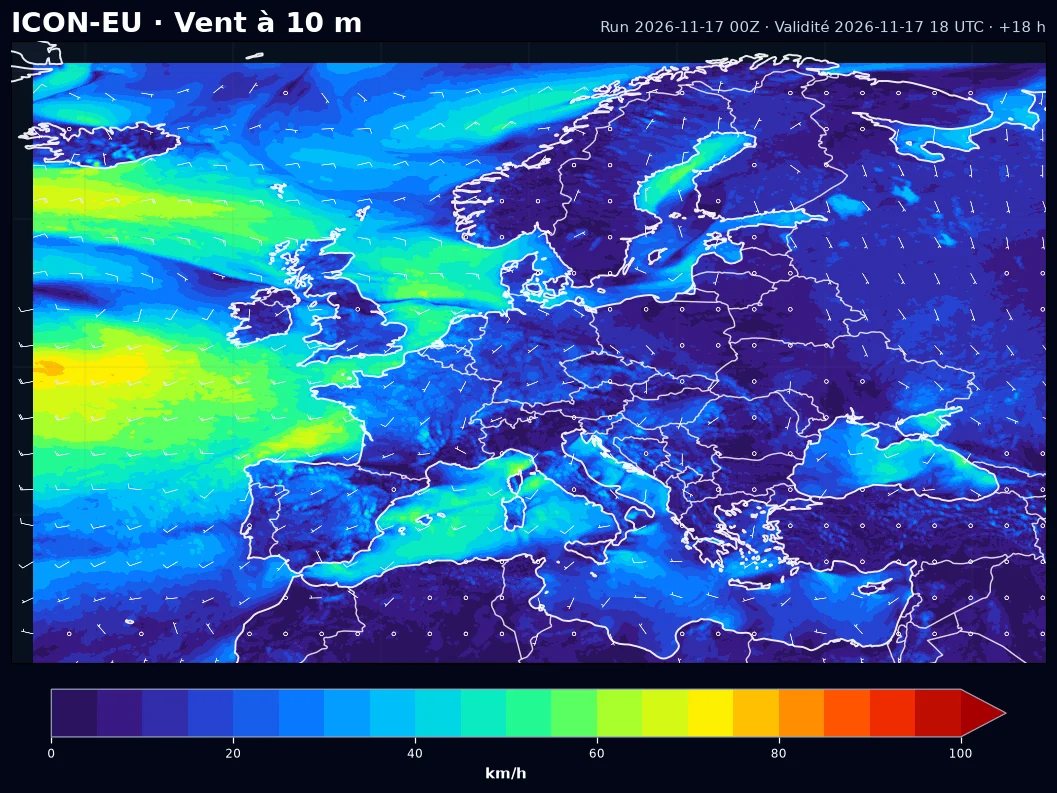 ICON-EU · Vent à 10 m
Run 2026-11-17 00Z · Validité 2026-11-17 18 UTC · +18 h
0 20 40 60 80 100
km/h